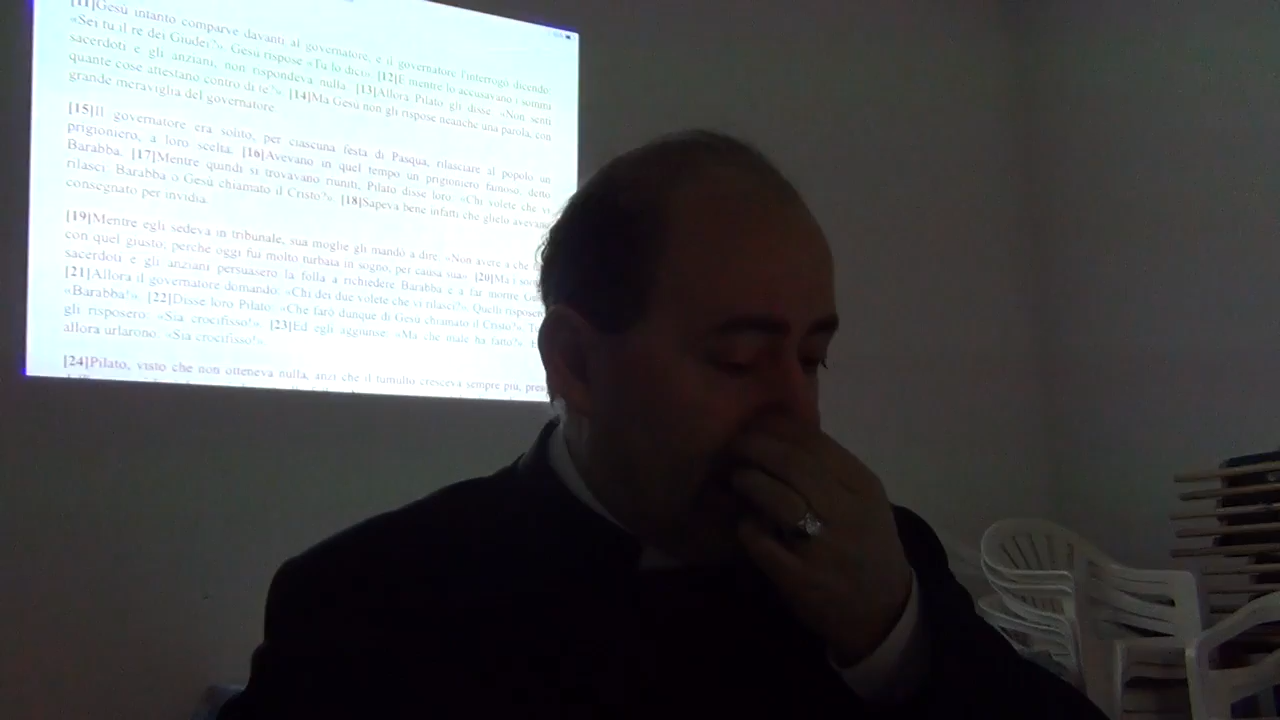 [11]Gesù intanto comparve davanti al governatore, e il governatore l'interrogò dicendo:
«Sei tu il re dei Giudei?». Gesù rispose «Tu lo dici». [12]E mentre lo accusavano i sommi
sacerdoti e gli anziani, non rispondeva nulla. [13]Allora Pilato gli disse: «Non senti
quante cose attestano contro di te?». [14]Ma Gesù non gli rispose neanche una parola, con
grande meraviglia del governatore.
[15]Il governatore era solito, per ciascuna festa di Pasqua, rilasciare al popolo un
prigioniero, a loro scelta. [16]Avevano in quel tempo un prigioniero famoso, detto
Barabba. [17]Mentre quindi si trovavano riuniti, Pilato disse loro: «Chi volete che vi
rilasci: Barabba o Gesù chiamato il Cristo?». [18]Sapeva bene infatti che glielo avevano
consegnato per invidia.
[19]Mentre egli sedeva in tribunale, sua moglie gli mandò a dire: «Non avere a che
con quel giusto; perché oggi fui molto turbata in sogno, per causa sua». [20]Ma i
sacerdoti e gli anziani persuasero la folla a richiedere Barabba e a far morire
[21]Allora il governatore domandò: «Chi dei due volete che vi rilasci?». Quelli risposero:
«Barabba!». [22]Disse loro Pilato: «Che farò dunque di Gesù chiamato il Cristo?».
gli risposero: «Sia crocifisso!». [23]Ed egli aggiunse: «Ma che male ha fatto?».
allora urlarono: «Sia crocifisso!».
[24]Pilato, visto che non otteneva nulla, anzi che il tumulto cresceva sempre più,